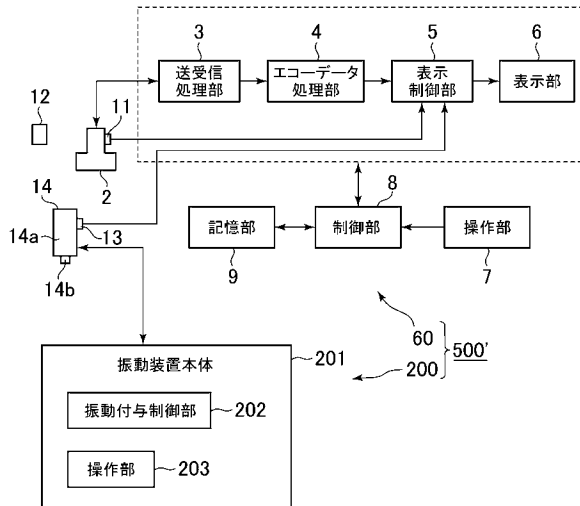 3
4
5
6
送受信
処理部
エコーデータ
処理部
表示
制御部
表示部
12
11
2
14
14a
13
14b
8
記憶部
制御部
操作部
9
7
60
200
500'
201
振動装置本体
振動付与制御部
202
操作部
203